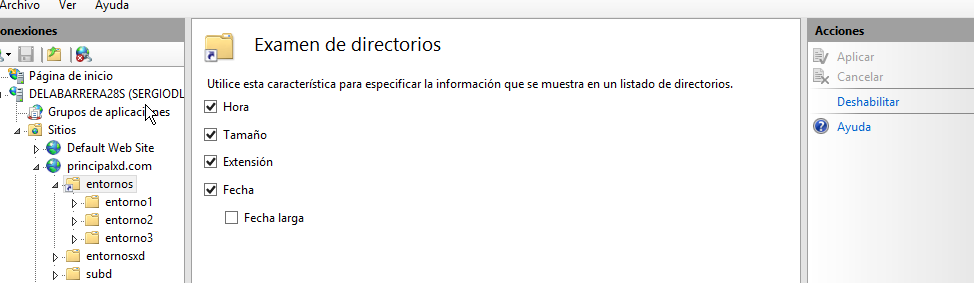 Archivo Ver Ayuda
onexiones
Página de inicio
DELABARRERA28S (SERGIODL
Grupos de aplicaciones
Sitios
Default Web Site
principalxd.com
entornos
entorno1
entorno2
entorno3
entornosxd
subd
Examen de directorios
Utilice esta característica para especificar la información que se muestra en un listado de directorios.
Hora
Tamaño
Extensión
Fecha
Fecha larga
Acciones
Aplicar
Cancelar
Deshabilitar
Ayuda